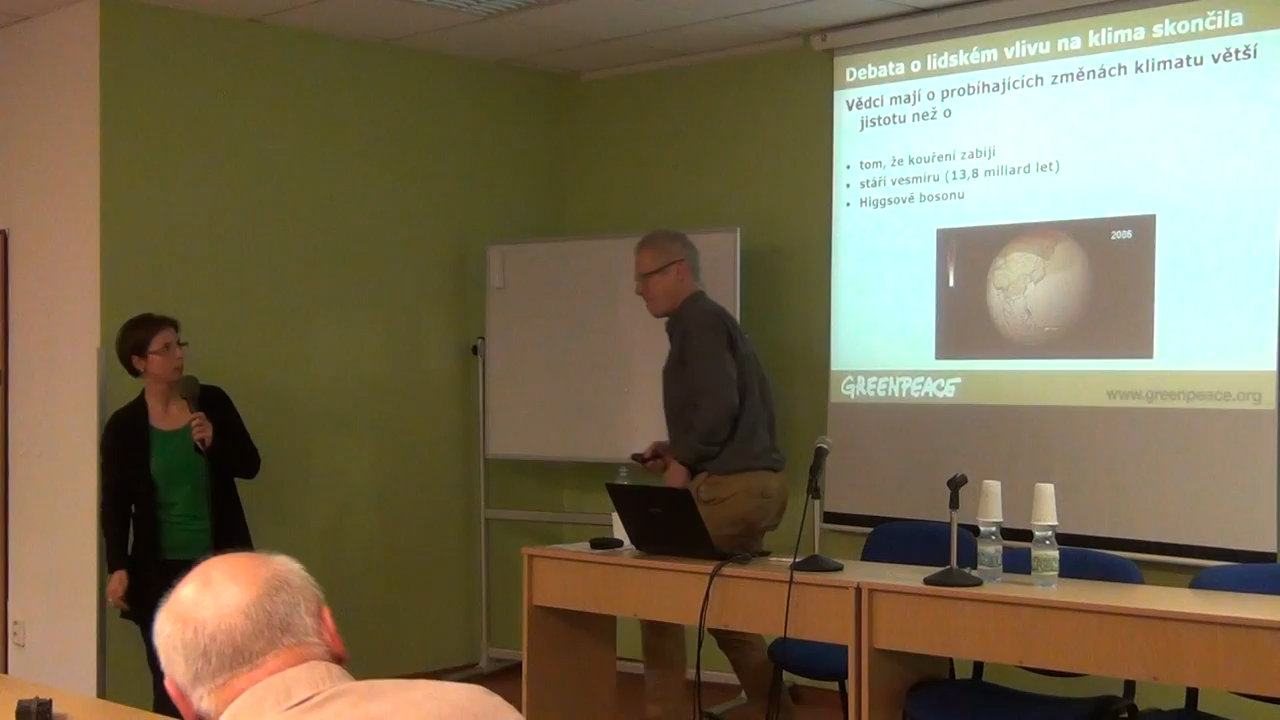 Debata o lidském vlivu na klima skončila
Vědci mají o probíhajících změnách klimatu větší
jistotu než o
• tom, že kouření zabíjí
• stáří vesmíru (13,8 miliard let)
• Higgsově bosonu
2086
GREENPEACE
www.greenpeace.org